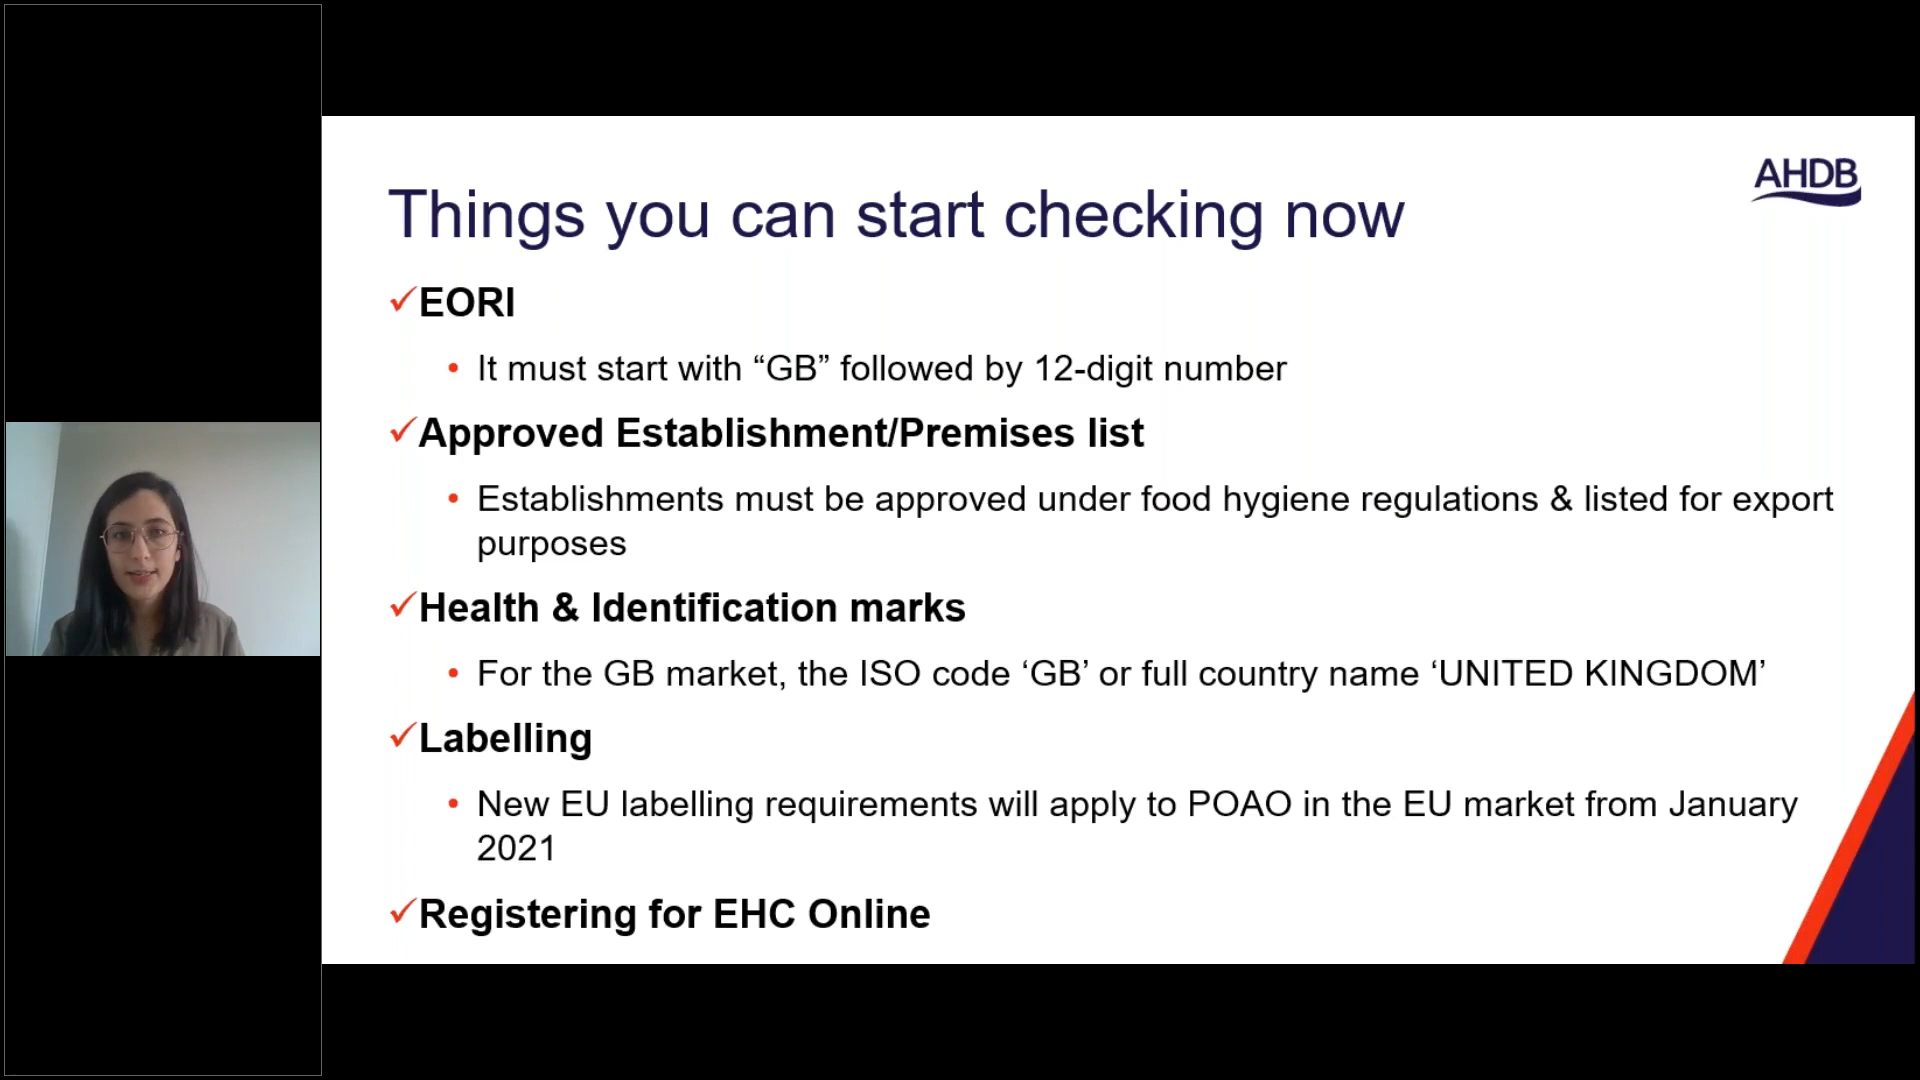 AHDB
Things you can start checking now
✓EORI
• It must start with “GB” followed by 12-digit number
✓Approved Establishment/Premises list
• Establishments must be approved under food hygiene regulations & listed for export
purposes
✓Health & Identification marks
• For the GB market, the ISO code ‘GB’ or full country name ‘UNITED KINGDOM’
✓Labelling
• New EU labelling requirements will apply to POAO in the EU market from January
2021
✓Registering for EHC Online